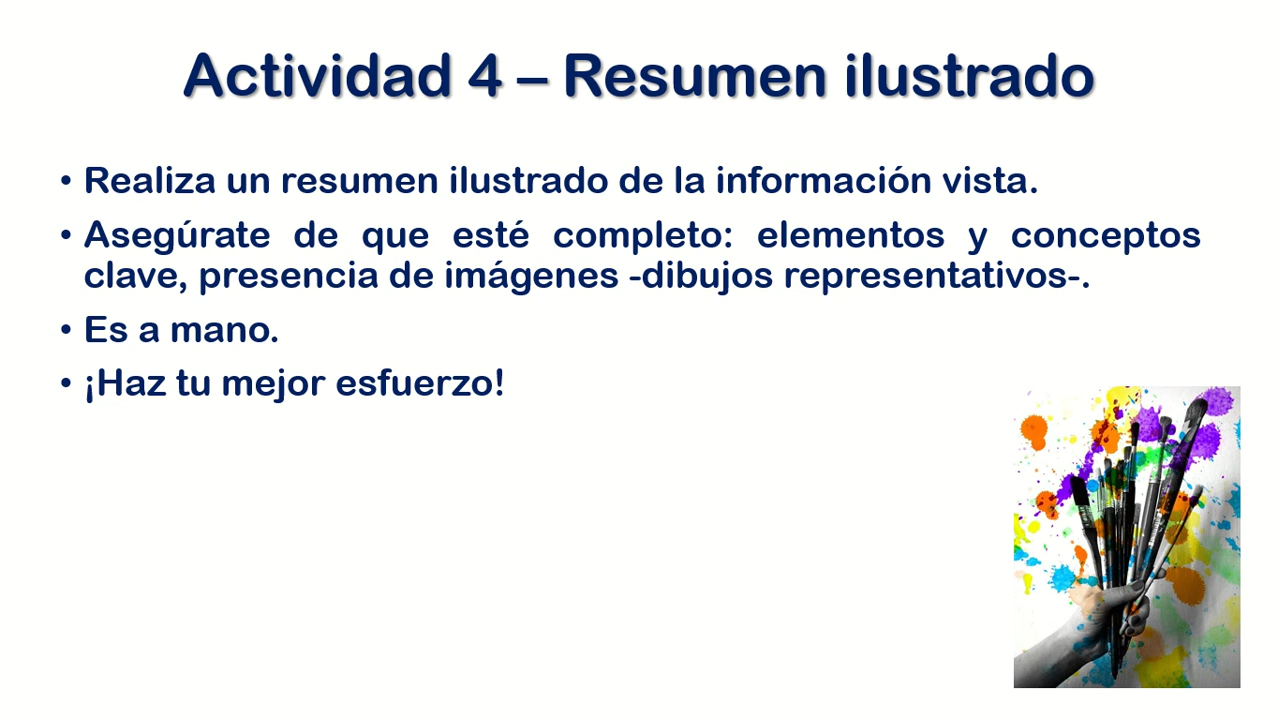 Actividad 4 – Resumen ilustrado
• Realiza un resumen ilustrado de la información vista.
• Asegúrate de que esté completo: elementos y conceptos
clave, presencia de imágenes -dibujos representativos-.
• Es a mano.
• ¡Haz tu mejor esfuerzo!